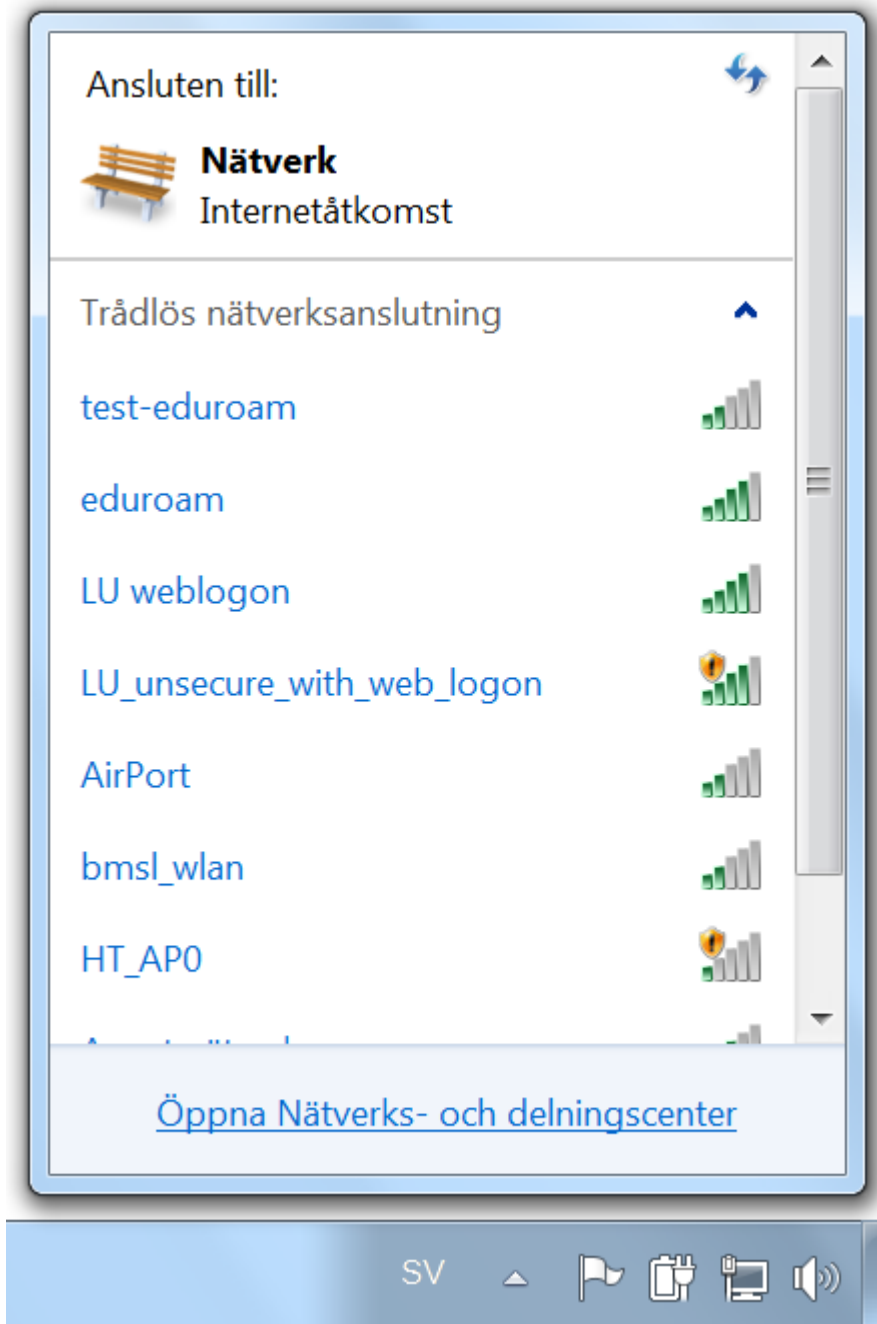 Ansluten till:
Nätverk
Internetåtkomst
Trådlös nätverksanslutning
test-eduroam
eduroam
LU weblogon
LU_unsecure_with_web_logon
AirPort
bmsl_wlan
HT_AP0
Öppna Nätverks- och delningscenter
SV